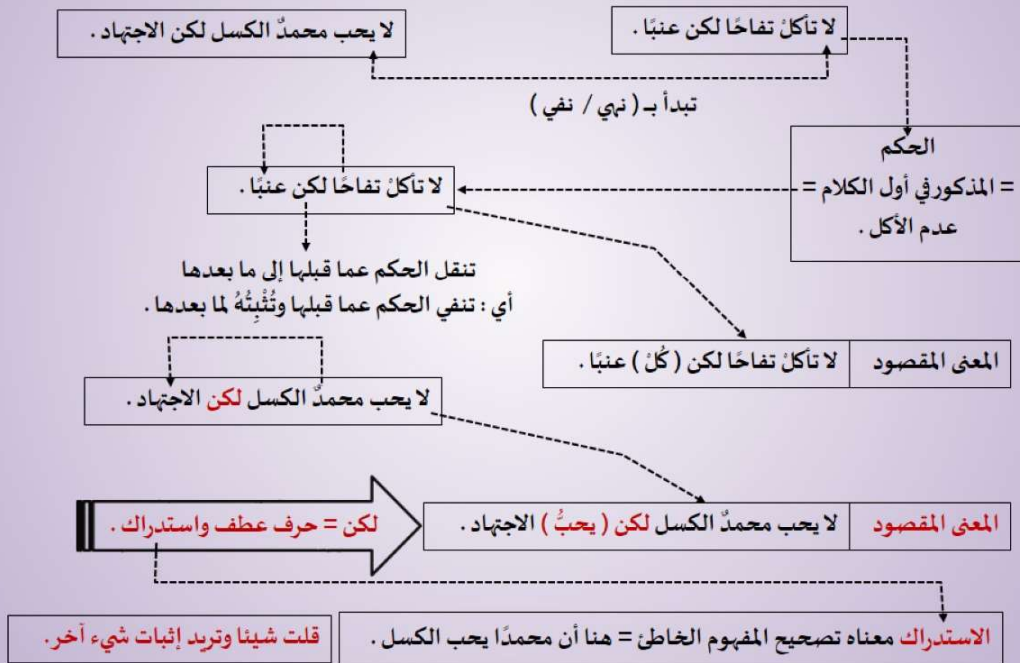 لا تأكلْ تفاحًا لكن عنبًا .
لا يحب محمدٌ الكسل لكن الاجتهاد .
تبدأ بـ ( نهي / نفي )
الحكم
= المذكور في أول الكلام =
عدم الأكل .
لا تأكلْ تفاحًا لكن عنبًا .
تنقل الحكم عما قبلها إلى ما بعدها
أي : تنفي الحكم عما قبلها وتُثْبِتُهُ لما بعدها .
المعنى المقصود
لا تأكلْ تفاحًا لكن ( كُلْ ) عنبًا .
لا يحب محمدٌ الكسل لكن الاجتهاد .
المعنى المقصود
لا يحب محمدٌ الكسل لكن ( يحبُّ ) الاجتهاد .
لكن = حرف عطف واستدراك .
الاستدراك معناه تصحيح المفهوم الخاطئ = هنا أن محمدًا يحب الكسل .
قلت شيئا وتريد إثبات شيء آخر .